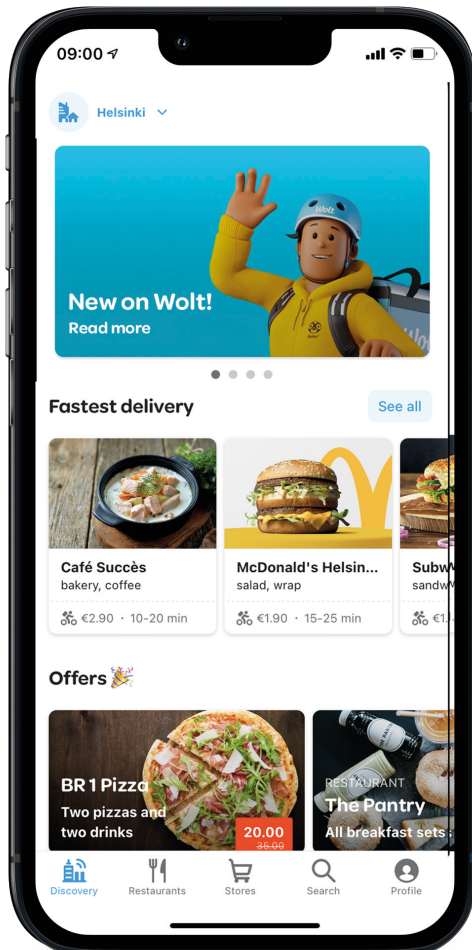 09:00
Helsinki
Wolt
New on Wolt!
Read more
Fastest delivery
See all
Café Succès
bakery, coffee
€2.90 · 10-20 min
McDonald's Helsin...
salad, wrap
€1.90 · 15-25 min
Offers
BR 1 Pizza
Two pizzas and
two drinks
20.00
35.00
RESTAURANT
The Pantry
All breakfast sets
Discovery
Restaurants
Stores
Search
Profile